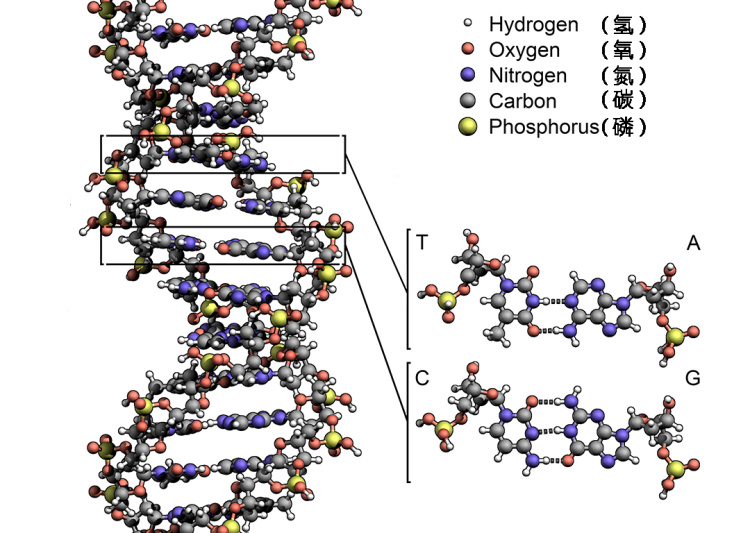 Hydrogen （氢）
Oxygen （氧）
Nitrogen （氮）
Carbon （碳）
Phosphorus（磷）
T A
C G